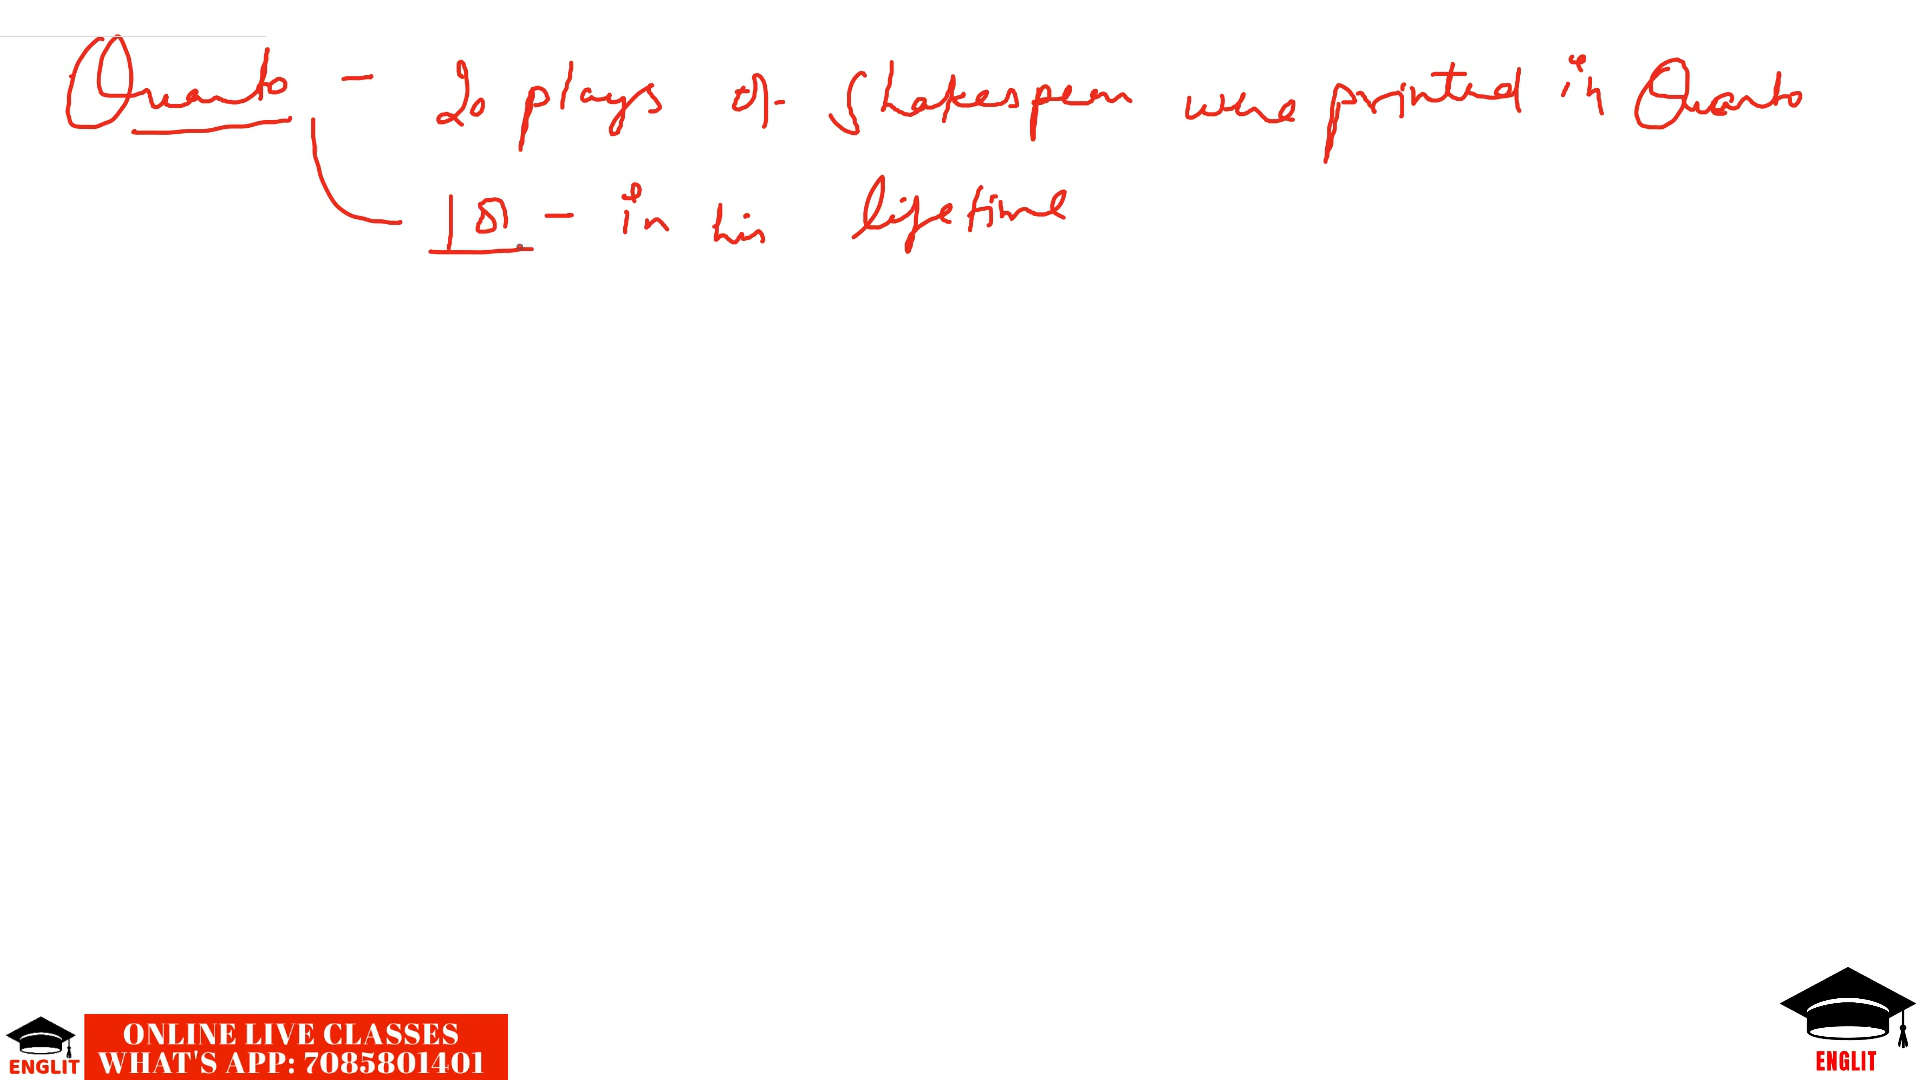 Quarto - 20 plays of Shakespear were printed in Quarto
18 - in his lifetime
ONLINE LIVE CLASSES
WHAT'S APP: 7085801401
ENGLIT
ENGLIT